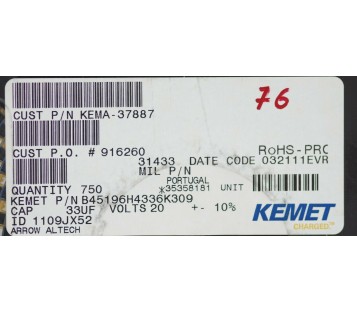 76
CUST P/N KEMA-37887
CUST P.O. # 916260
RoHS-PRC
31433 DATE CODE 032111EVR
MIL P/N
PORTUGAL
QUANTITY 750 *35358181 UNIT
KEMET P/N B45196H4336K309
CAP 33UF VOLTS 20 +- 10%
ID 1109JX52
ARROW ALTECH
KEMET
CHARGED